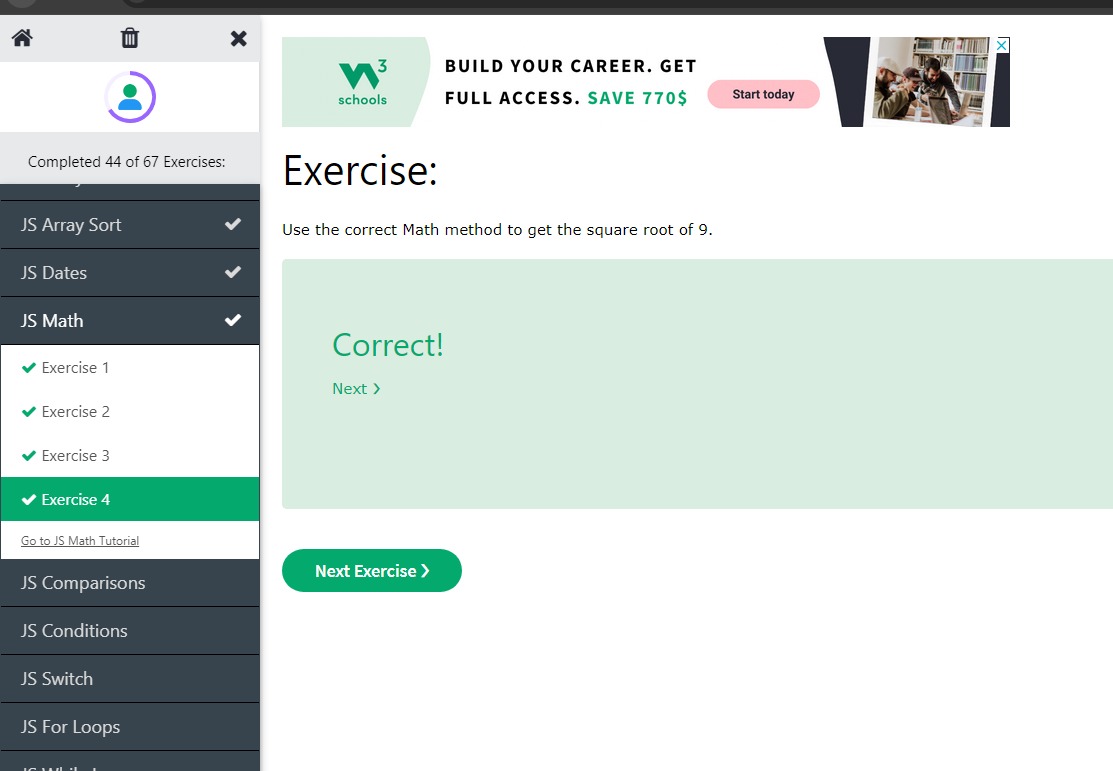 Completed 44 of 67 Exercises:
JS Array Sort
JS Dates
JS Math
Exercise 1
Exercise 2
Exercise 3
Exercise 4
Go to JS Math Tutorial
JS Comparisons
JS Conditions
JS Switch
JS For Loops
W3
schools
BUILD YOUR CAREER. GET
FULL ACCESS. SAVE 770$
Start today
Exercise:
Use the correct Math method to get the square root of 9.
Correct!
Next ❯
Next Exercise ❯